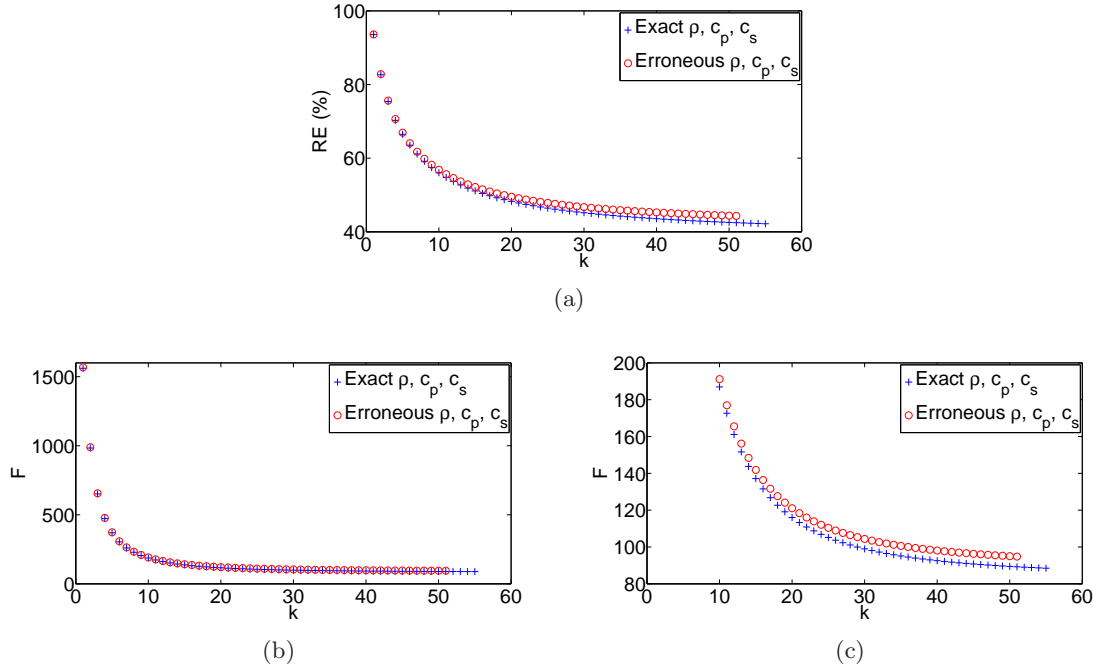 100
80
60
40
RE (%)
0 10 20 30 40 50 60
k
+ Exact ρ, c_p, c_s
○ Erroneous ρ, c_p, c_s
(a)
1500
1000
500
0
F
0 10 20 30 40 50 60
k
+ Exact ρ, c_p, c_s
○ Erroneous ρ, c_p, c_s
(b)
200
180
160
140
120
100
80
F
0 10 20 30 40 50 60
k
+ Exact ρ, c_p, c_s
○ Erroneous ρ, c_p, c_s
(c)